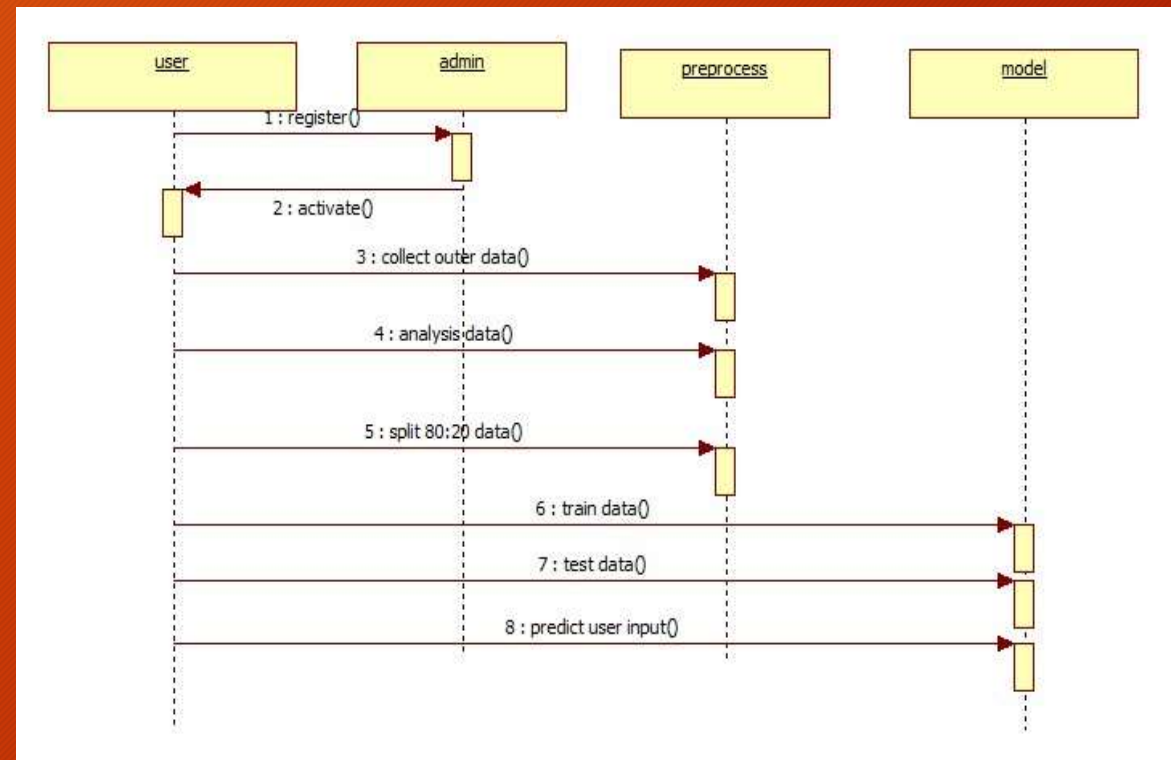 user
admin
preprocess
model
1 : register()
2 : activate()
3 : collect outer data()
4 : analysis data()
5 : split 80:20 data()
6 : train data()
7 : test data()
8 : predict user input()